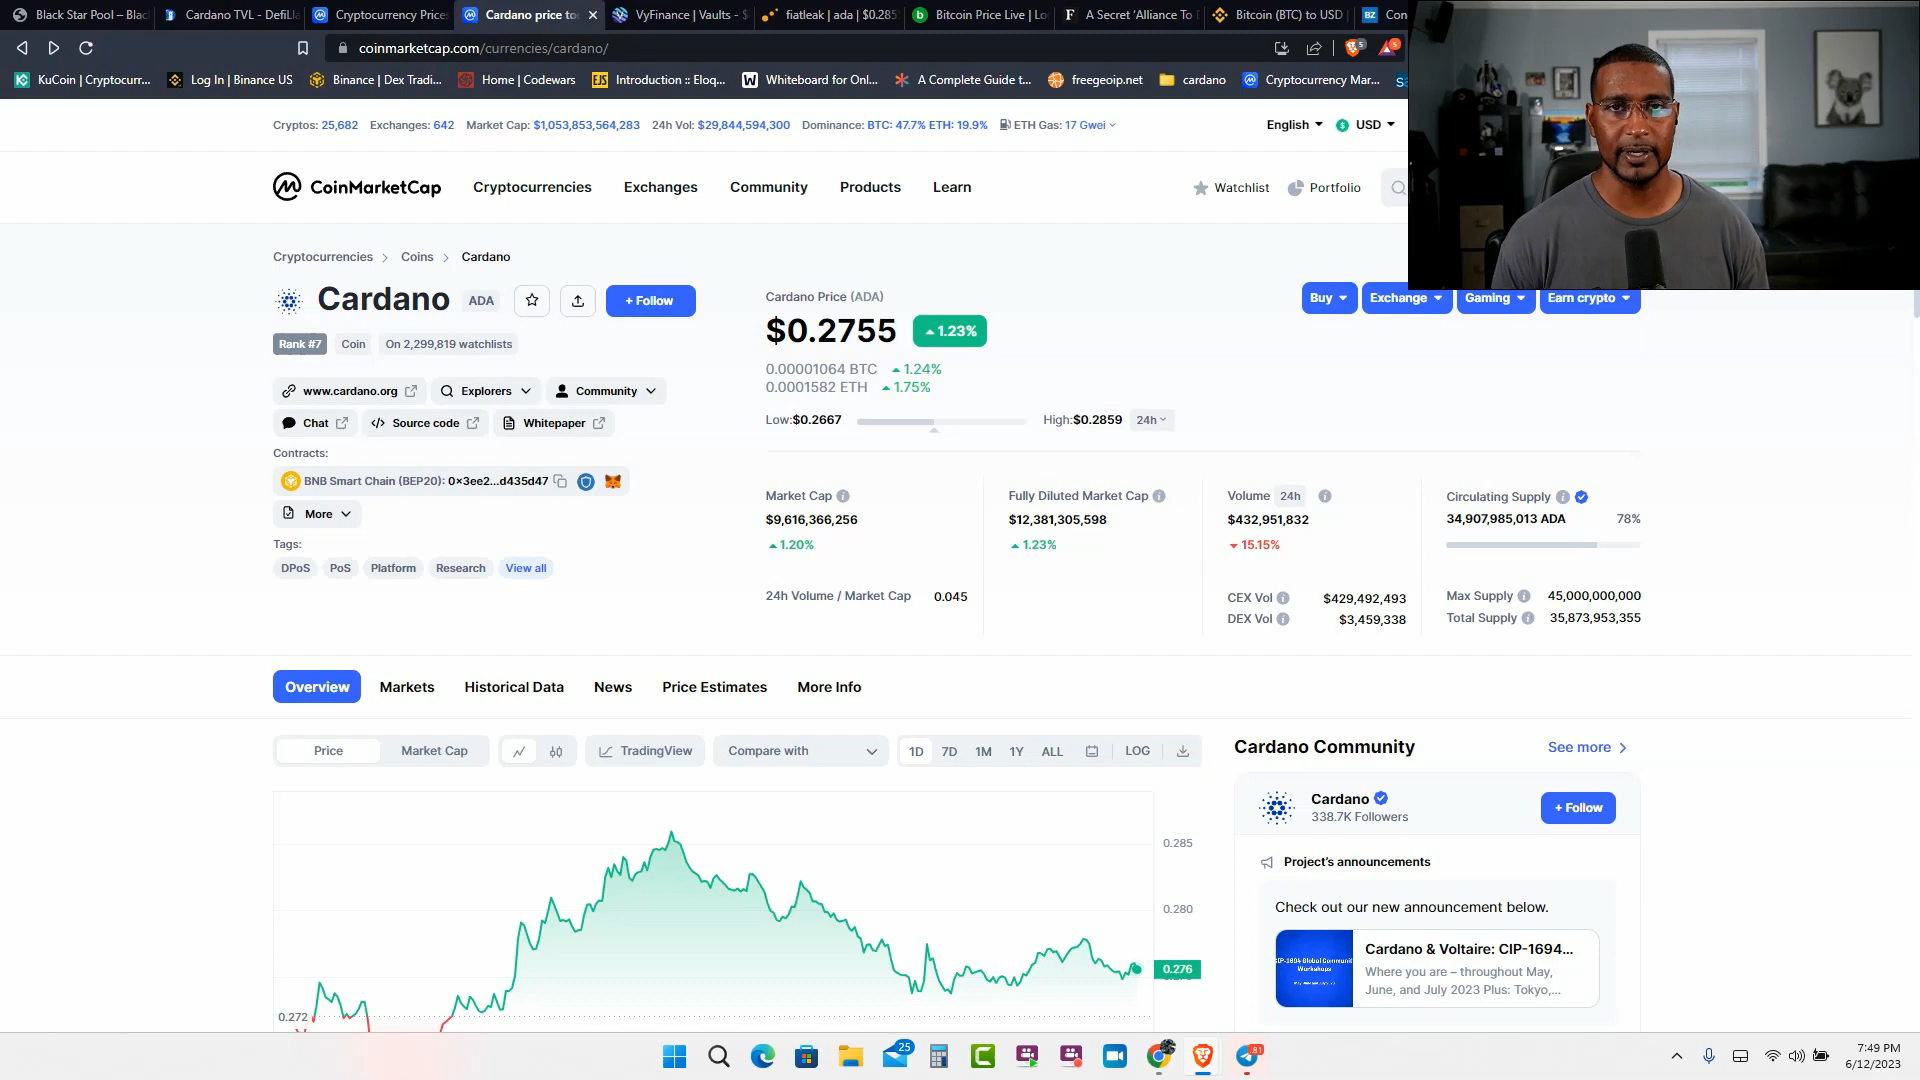 Black Star Pool – Blac
Cardano TVL - DefiLla
Cryptocurrency Prices
Cardano price to
VyFinance | Vaults - $
fiatleak | ada | $0.285
Bitcoin Price Live | Lo
A Secret 'Alliance To
Bitcoin (BTC) to USD
BZ Con
coinmarketcap.com/currencies/cardano/
5
5
KuCoin | Cryptocurr...
Log In | Binance US
Binance | Dex Tradi...
Home | Codewars
EJS Introduction :: Eloq...
W Whiteboard for Onl...
A Complete Guide t...
freegeoip.net
cardano
Cryptocurrency Mar...
Cryptos: 25,682 Exchanges: 642 Market Cap: $1,053,853,564,283 24h Vol: $29,844,594,300 Dominance: BTC: 47.7% ETH: 19.9% ETH Gas: 17 Gwei
English USD
CoinMarketCap
Cryptocurrencies Exchanges Community Products Learn
Watchlist Portfolio
Cryptocurrencies > Coins > Cardano
Cardano ADA + Follow
Rank #7 Coin On 2,299,819 watchlists
www.cardano.org Explorers Community
Chat Source code Whitepaper
Contracts:
BNB Smart Chain (BEP20): 0x3ee2...d435d47
More
Tags:
DPoS PoS Platform Research View all
Cardano Price (ADA)
$0.2755 1.23%
0.00001064 BTC 1.24%
0.0001582 ETH 1.75%
Low:$0.2667 High:$0.2859 24h
Buy Exchange Gaming Earn crypto
Market Cap
$9,616,366,256
1.20%
24h Volume / Market Cap 0.045
Fully Diluted Market Cap
$12,381,305,598
1.23%
Volume 24h
$432,951,832
15.15%
CEX Vol $429,492,493
DEX Vol $3,459,338
Circulating Supply
34,907,985,013 ADA 78%
Max Supply 45,000,000,000
Total Supply 35,873,953,355
Overview Markets Historical Data News Price Estimates More Info
Price Market Cap TradingView Compare with 1D 7D 1M 1Y ALL LOG
0.285
0.280
0.276
0.272
Cardano Community See more >
Cardano
338.7K Followers
+ Follow
Project's announcements
Check out our new announcement below.
CIP-1694 Global Communit
Workshops
Cardano & Voltaire: CIP-1694...
Where you are – throughout May,
June, and July 2023 Plus: Tokyo,...
25
81
7:49 PM
6/12/2023